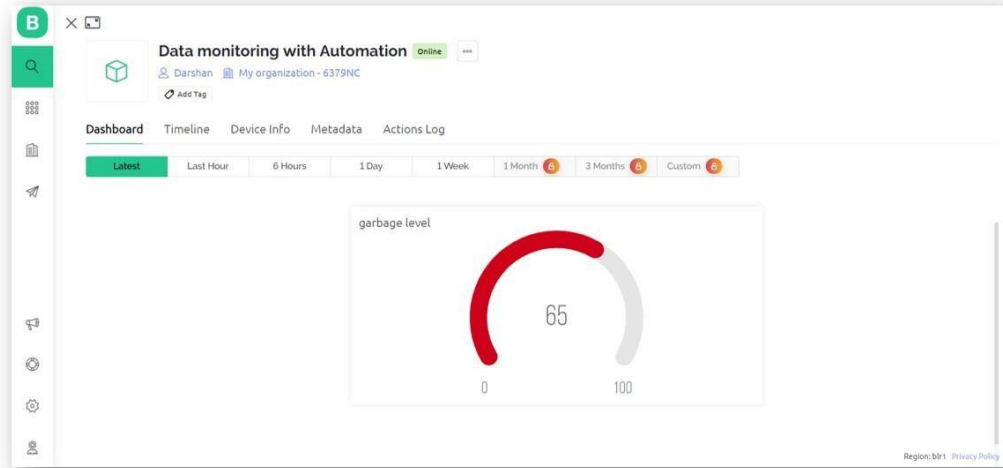 B
Data monitoring with Automation Online
Darshan My organization - 6379NC
Add Tag
Dashboard Timeline Device Info Metadata Actions Log
Latest Last Hour 6 Hours 1 Day 1 Week 1 Month 3 Months Custom
garbage level
65
0 100
Region: blr1 Privacy Policy